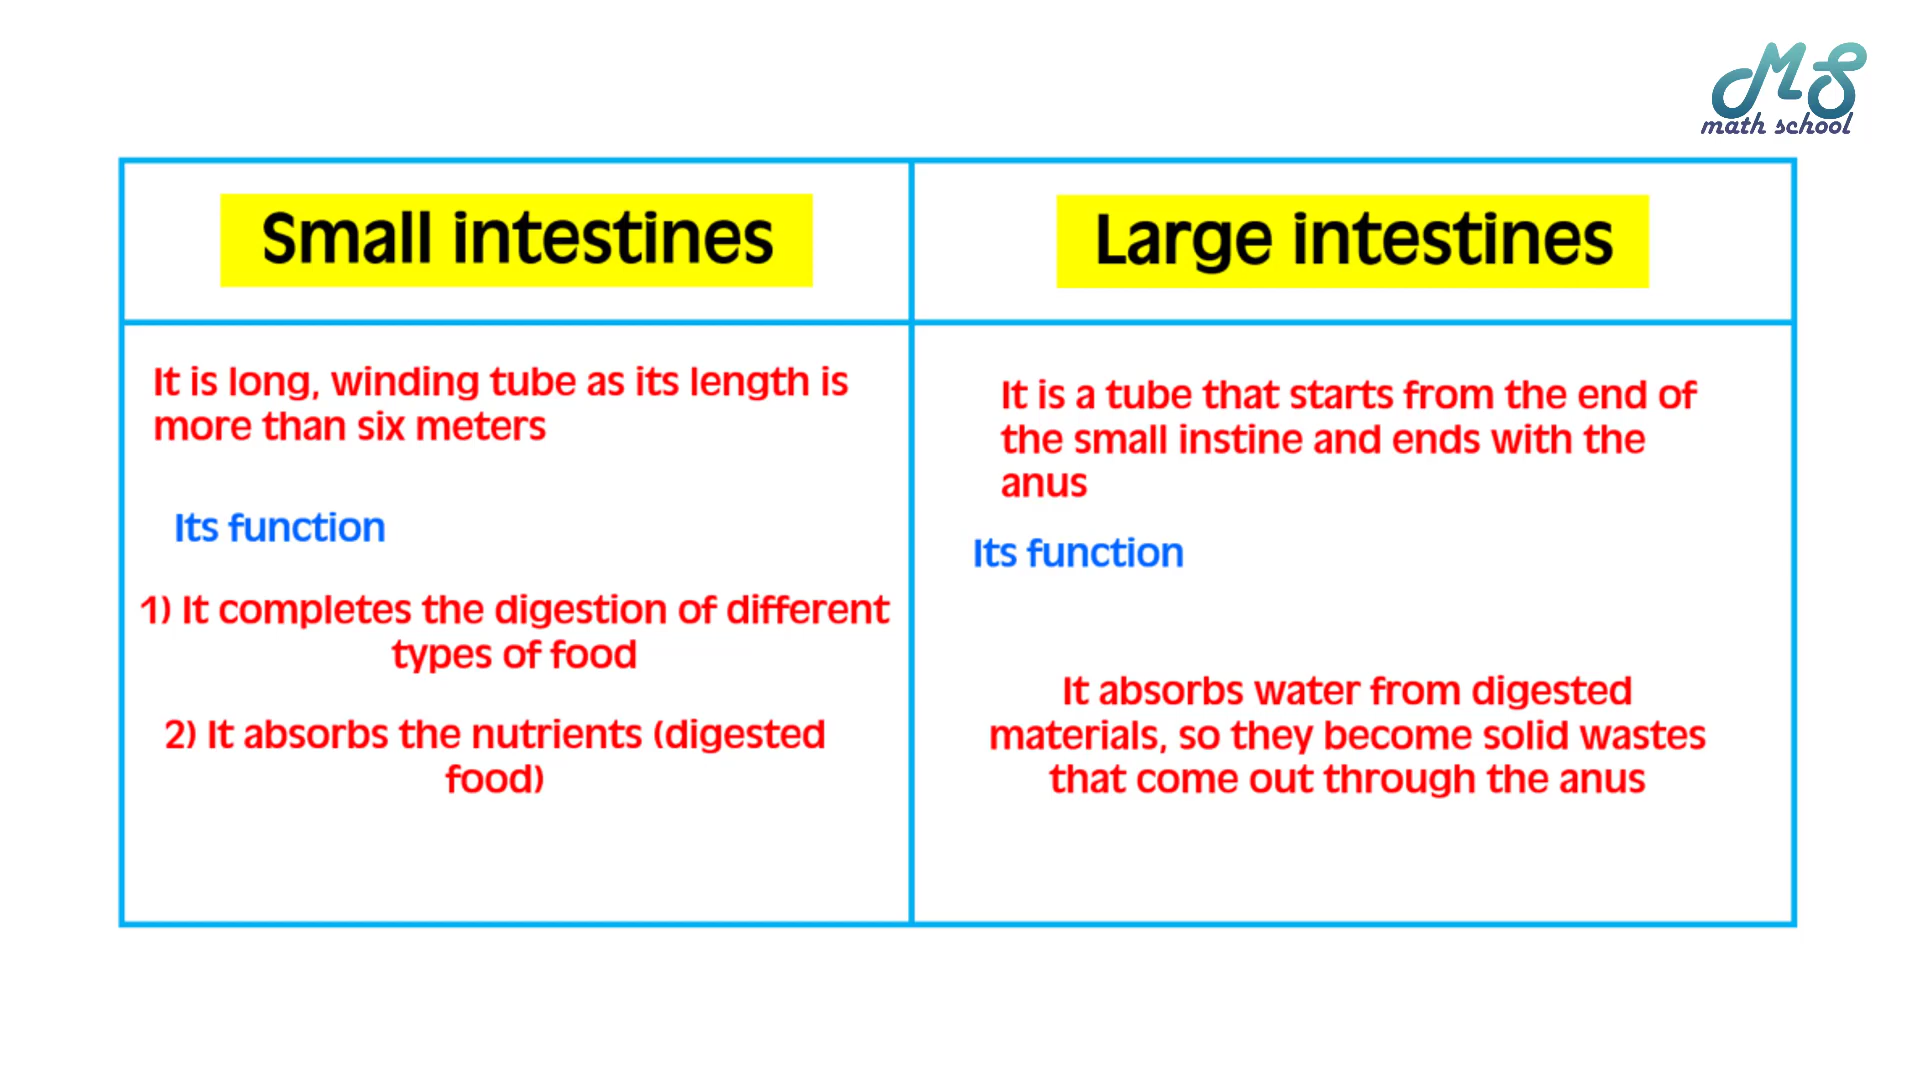 MS
math school
Small intestines
Large intestines
It is long, winding tube as its length is
more than six meters
Its function
1) It completes the digestion of different
types of food
2) It absorbs the nutrients (digested
food)
It is a tube that starts from the end of
the small instine and ends with the
anus
Its function
It absorbs water from digested
materials, so they become solid wastes
that come out through the anus